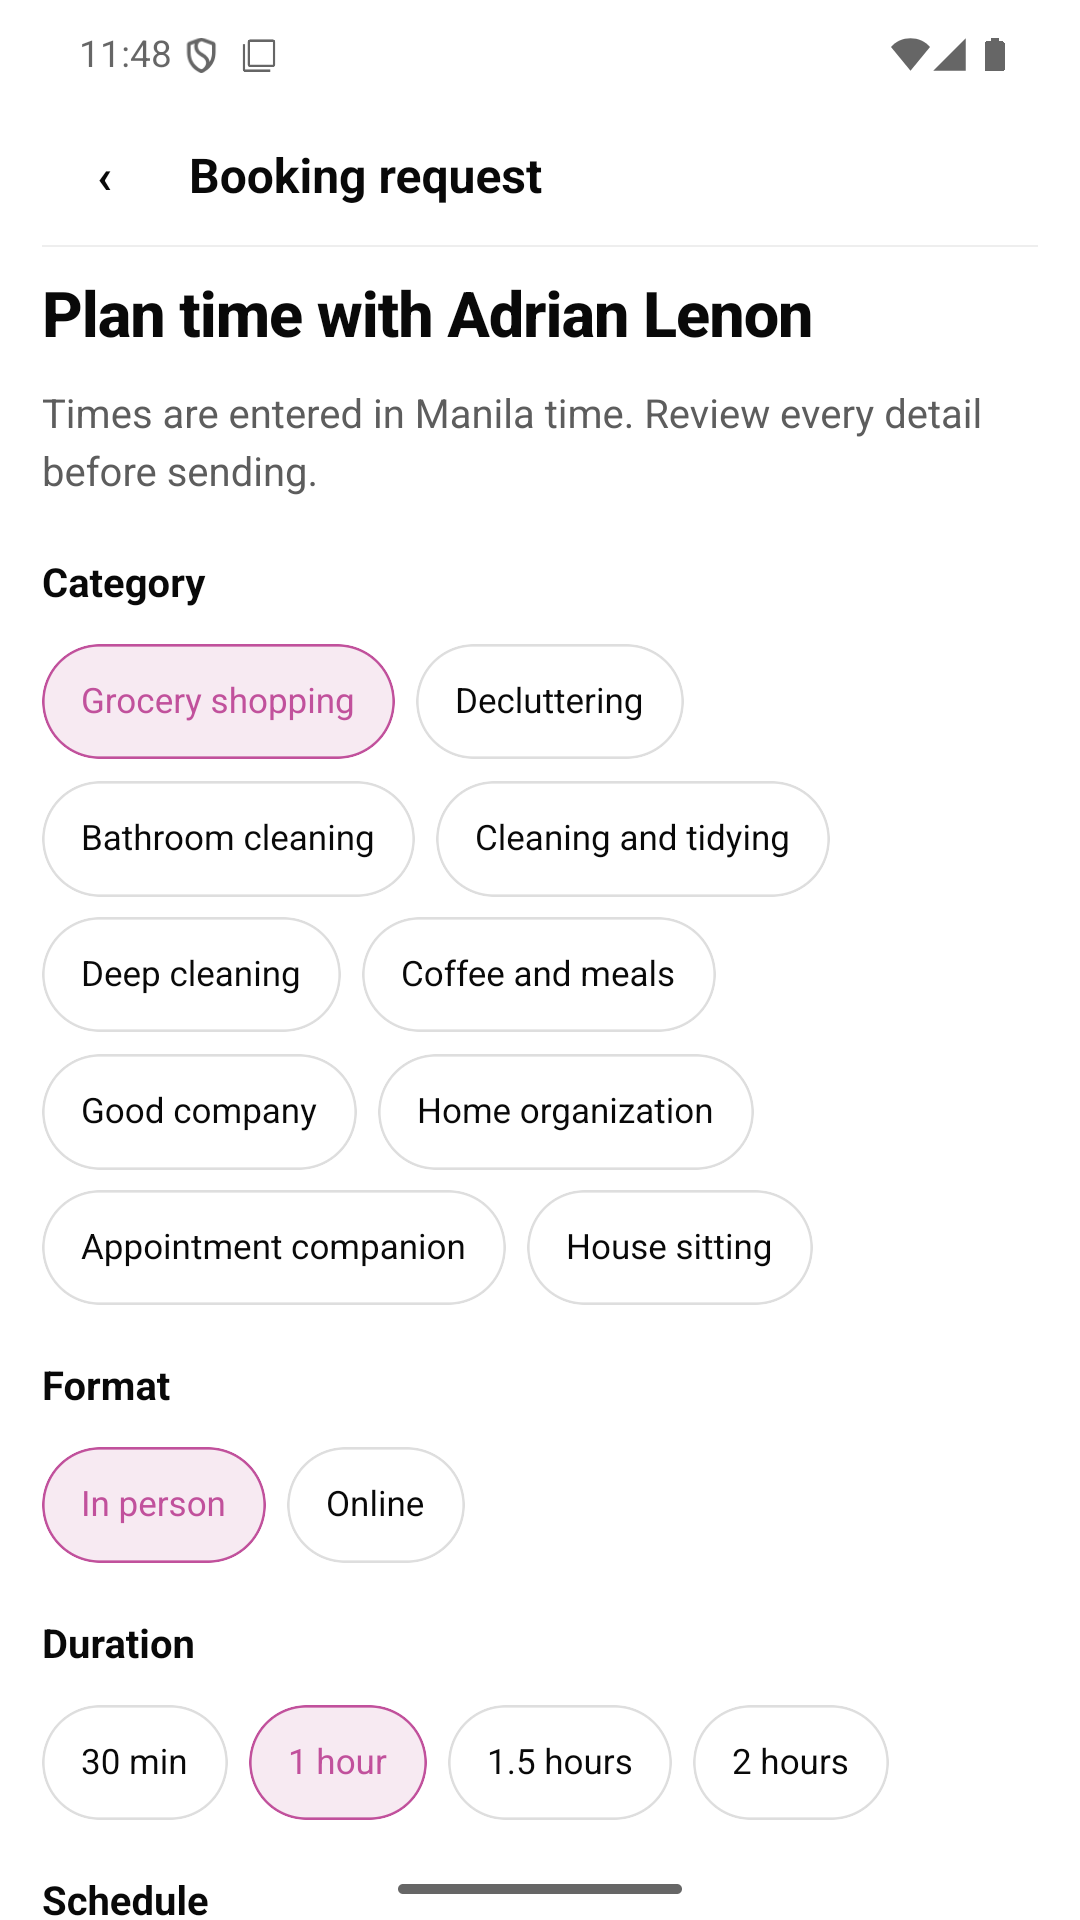 11:48
‹ Booking request
Plan time with Adrian Lenon
Times are entered in Manila time. Review every detail
before sending.
Category
Grocery shopping Decluttering
Bathroom cleaning Cleaning and tidying
Deep cleaning Coffee and meals
Good company Home organization
Appointment companion House sitting
Format
In person Online
Duration
30 min 1 hour 1.5 hours 2 hours
Schedule